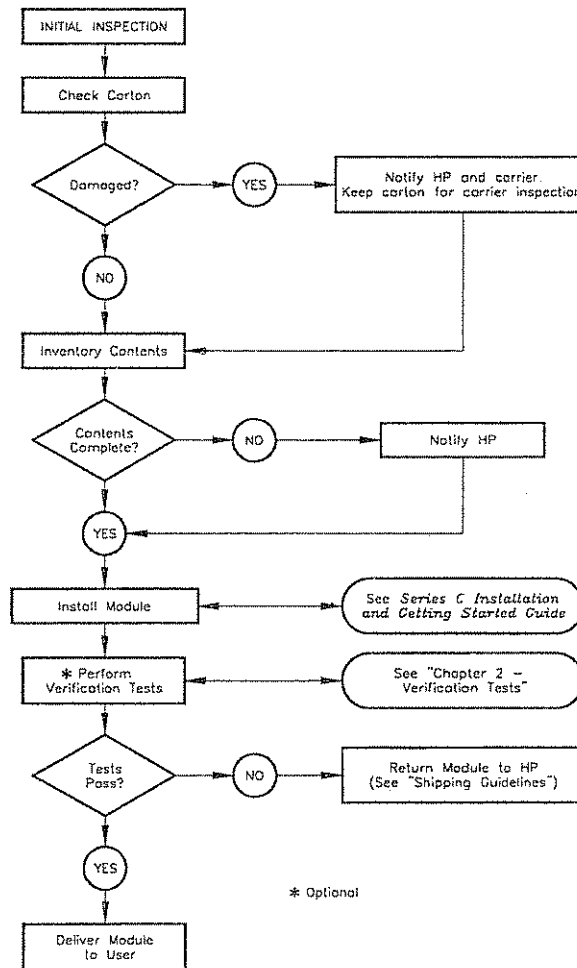 INITIAL INSPECTION
Check Carton
Damaged?
YES
Notify HP and carrier.
Keep carton for carrier inspection
NO
Inventory Contents
Contents
Complete?
NO
Notify HP
YES
Install Module
See Series C Installation
and Getting Started Guide
* Perform
Verification Tests
See "Chapter 2 –
Verification Tests"
Tests
Pass?
NO
Return Module to HP
(See "Shipping Guidelines")
YES
* Optional
Deliver Module
to User